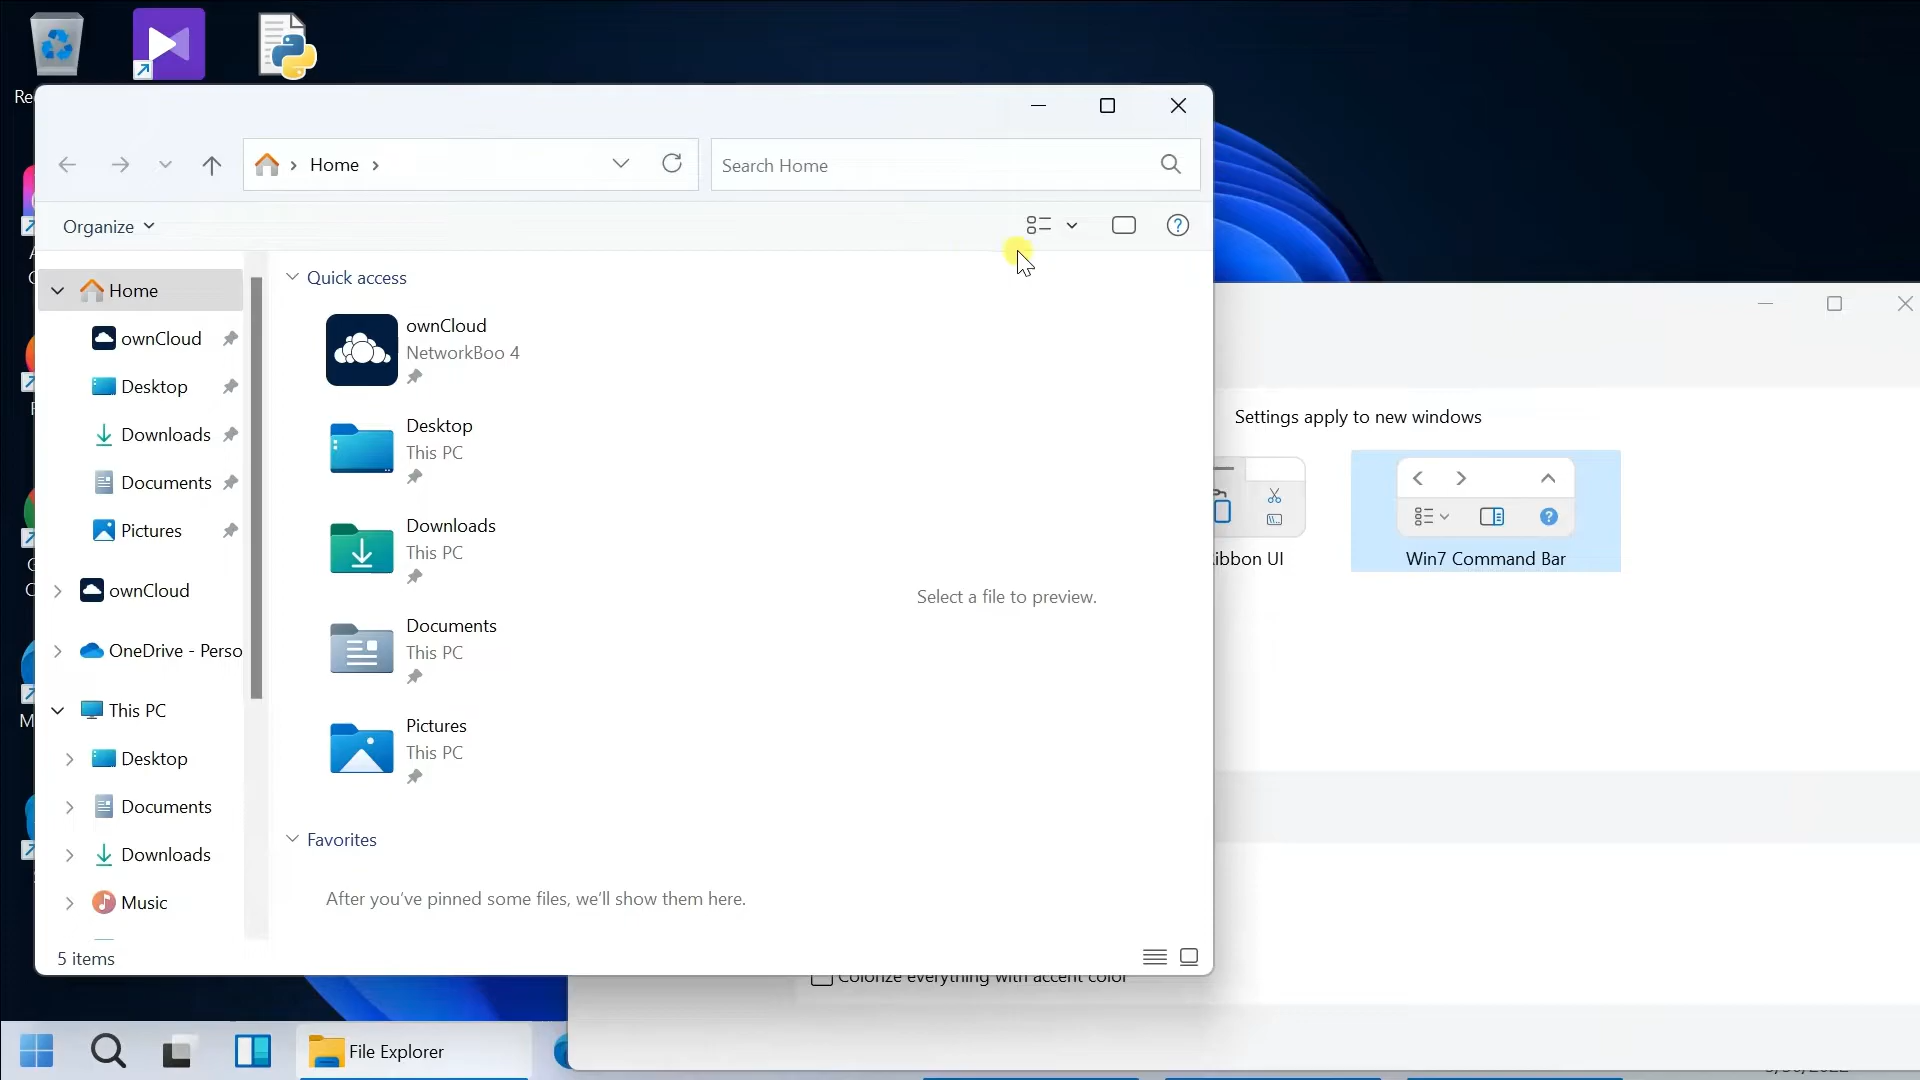 Home
Search Home
Organize
Home
ownCloud
Desktop
Downloads
Documents
Pictures
ownCloud
OneDrive - Perso
This PC
Desktop
Documents
Downloads
Music
Quick access
ownCloud
NetworkBoo 4
Desktop
This PC
Downloads
This PC
Documents
This PC
Pictures
This PC
Favorites
After you've pinned some files, we'll show them here.
Select a file to preview.
5 items
Settings apply to new windows
ibbon UI
Win7 Command Bar
Colorize everything with accent color
File Explorer